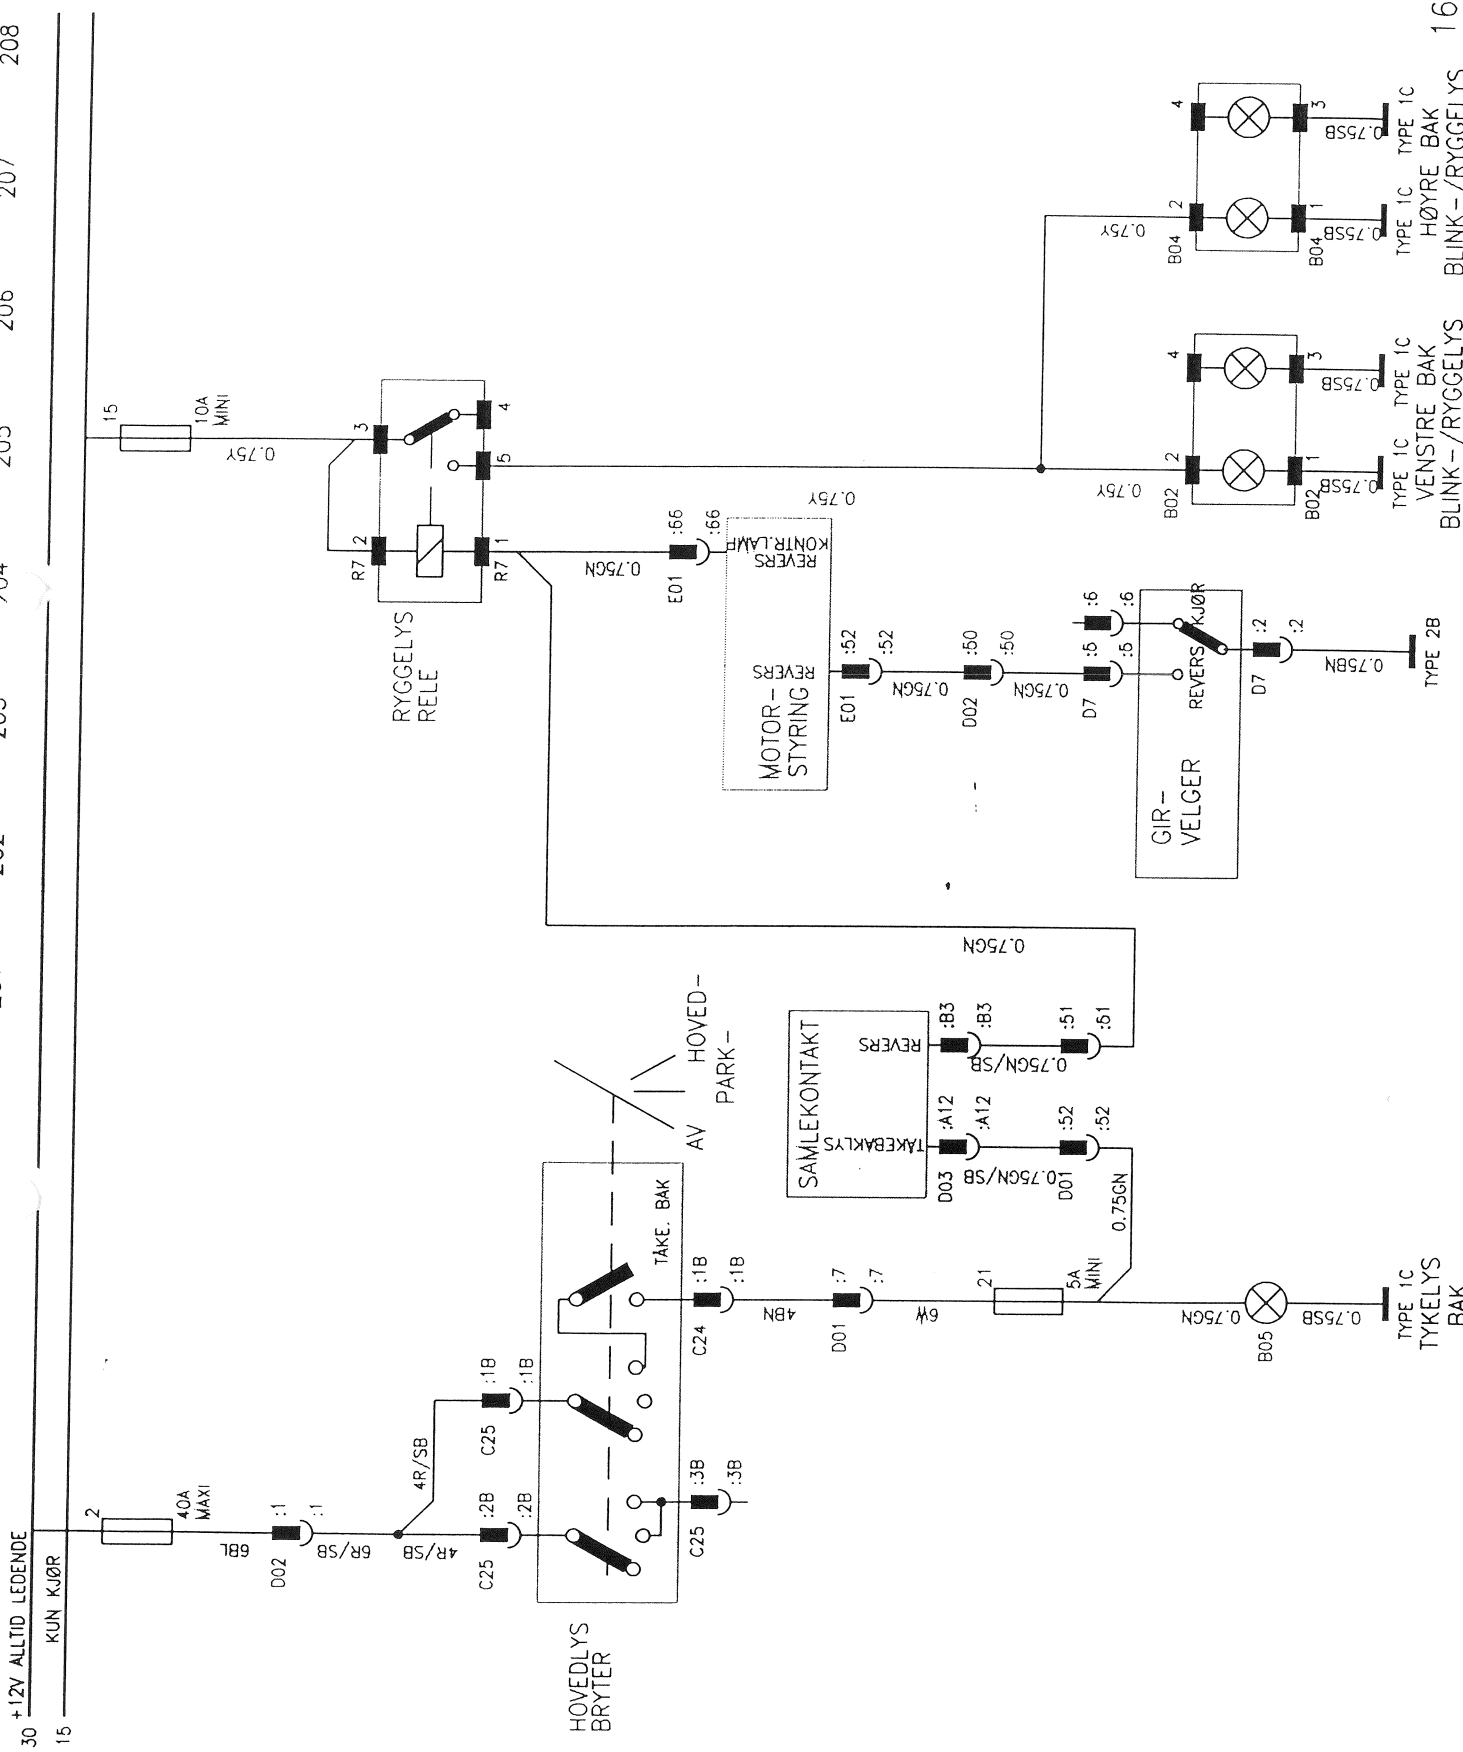 30 +12V ALLTID LEDENDE
15 KUN KJØR
205
206
207
208
2
40A
MAXI
6BL
D02
:1
:1
6R/SB
4R/SB
4R/SB
C25
:2B
:2B
C25
:1B
:1B
HOVEDLYS
BRYTER
TÅKE. BAK
AV
PARK-
HOVED-
C25
:3B
:3B
C24
:1B
:1B
4BN
D01
:7
:7
6W
21
5A
MINI
0.75GN
0.75GN
B05
0.75SB
TYPE 1C
TYKELYS
BAK
SAMLEKONTAKT
TÅKEBAKLYS
REVERS
D03
:A12
:A12
0.75GN/SB
D01
:52
:52
:B3
:B3
0.75GN/SB
:51
:51
0.75GN
15
10A
MINI
0.75Y
3
R7
2
4
5
R7
1
RYGGELYS
RELE
0.75GN
E01
:66
:66
REVERS
KONTR.LAMP
REVERS
MOTOR-
STYRING
E01
:52
:52
0.75GN
D02
:50
:50
0.75GN
D7
:5
:5
:6
:6
REVERS
KJØR
GIR-
VELGER
D7
:2
:2
0.75BN
TYPE 2B
0.75Y
0.75Y
0.75Y
B02
2
4
B02
1
3
0.75SB
0.75SB
TYPE 1C
TYPE 1C
VENSTRE BAK
BLINK-/RYGGELYS
B04
2
4
B04
1
3
0.75SB
0.75SB
TYPE 1C
TYPE 1C
HØYRE BAK
BLINK-/RYGGELYS
16